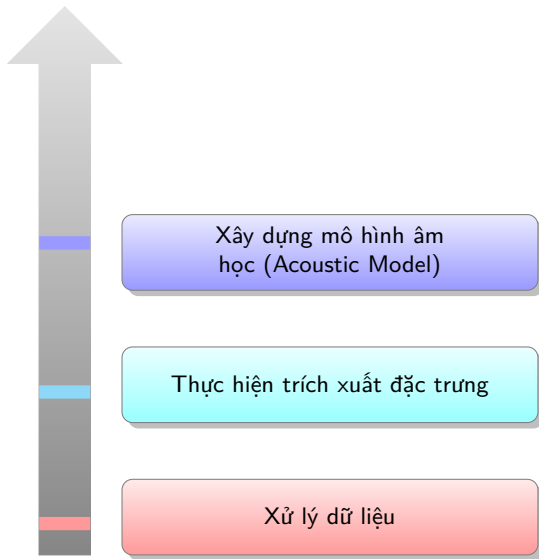 Xây dựng mô hình âm
học (Acoustic Model)
Thực hiện trích xuất đặc trưng
Xử lý dữ liệu